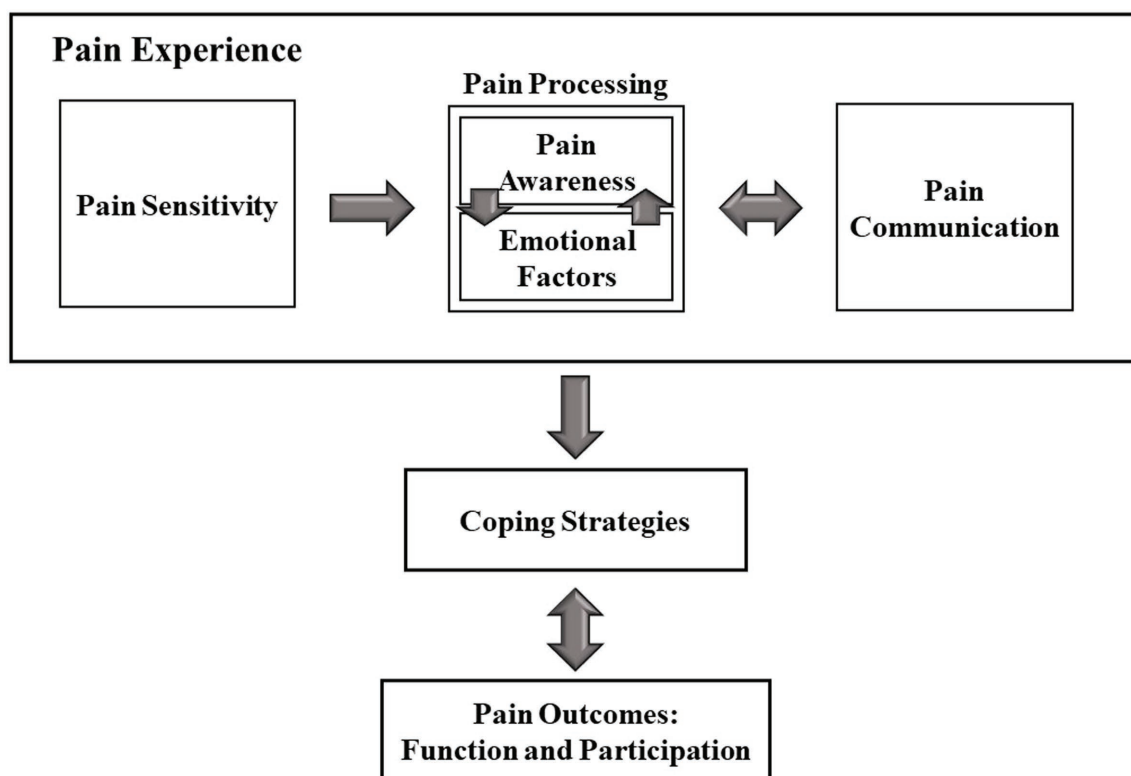 Pain Experience
Pain Processing
Pain Sensitivity
Pain
Awareness
Emotional
Factors
Pain
Communication
Coping Strategies
Pain Outcomes:
Function and Participation